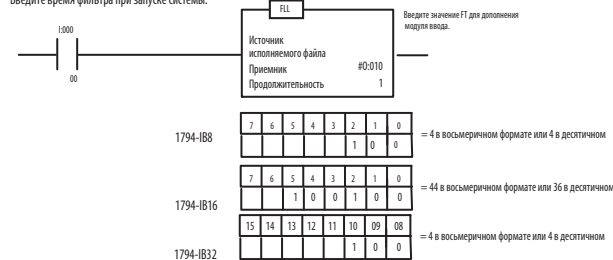 Введите время фильтра при запуске системы.
I:000
00
FLL
Источник
исполняемого файла
Приемник #O:010
Продолжительность 1
Введите значение FT для дополнения
модуля ввода.
1794-IB8
7 6 5 4 3 2 1 0
1 0 0
= 4 в восьмеричном формате или 4 в десятичном
1794-IB16
7 6 5 4 3 2 1 0
1 0 0 1 0 0
= 44 в восьмеричном формате или 36 в десятичном
1794-IB32
15 14 13 12 11 10 09 08
1 0 0
= 4 в восьмеричном формате или 4 в десятичном